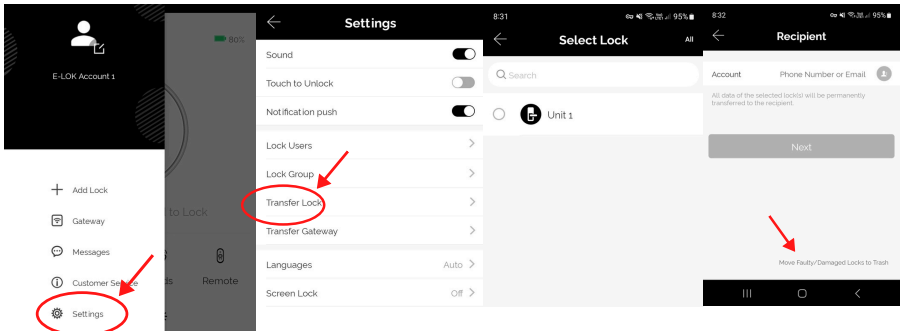 80%
E-LOK Account 1
to Lock
Add Lock
Gateway
Messages
Customer Service
Remote
Settings
Settings
Sound
Touch to Unlock
Notification push
Lock Users
Lock Group
Transfer Lock
Transfer Gateway
Languages
Auto
Screen Lock
Off
8:31
95%
Select Lock
All
Search
Unit 1
8:32
95%
Recipient
Account
Phone Number or Email
All data of the selected lock(s) will be permanently
transferred to the recipient.
Next
Move Faulty/Damaged Locks to Trash